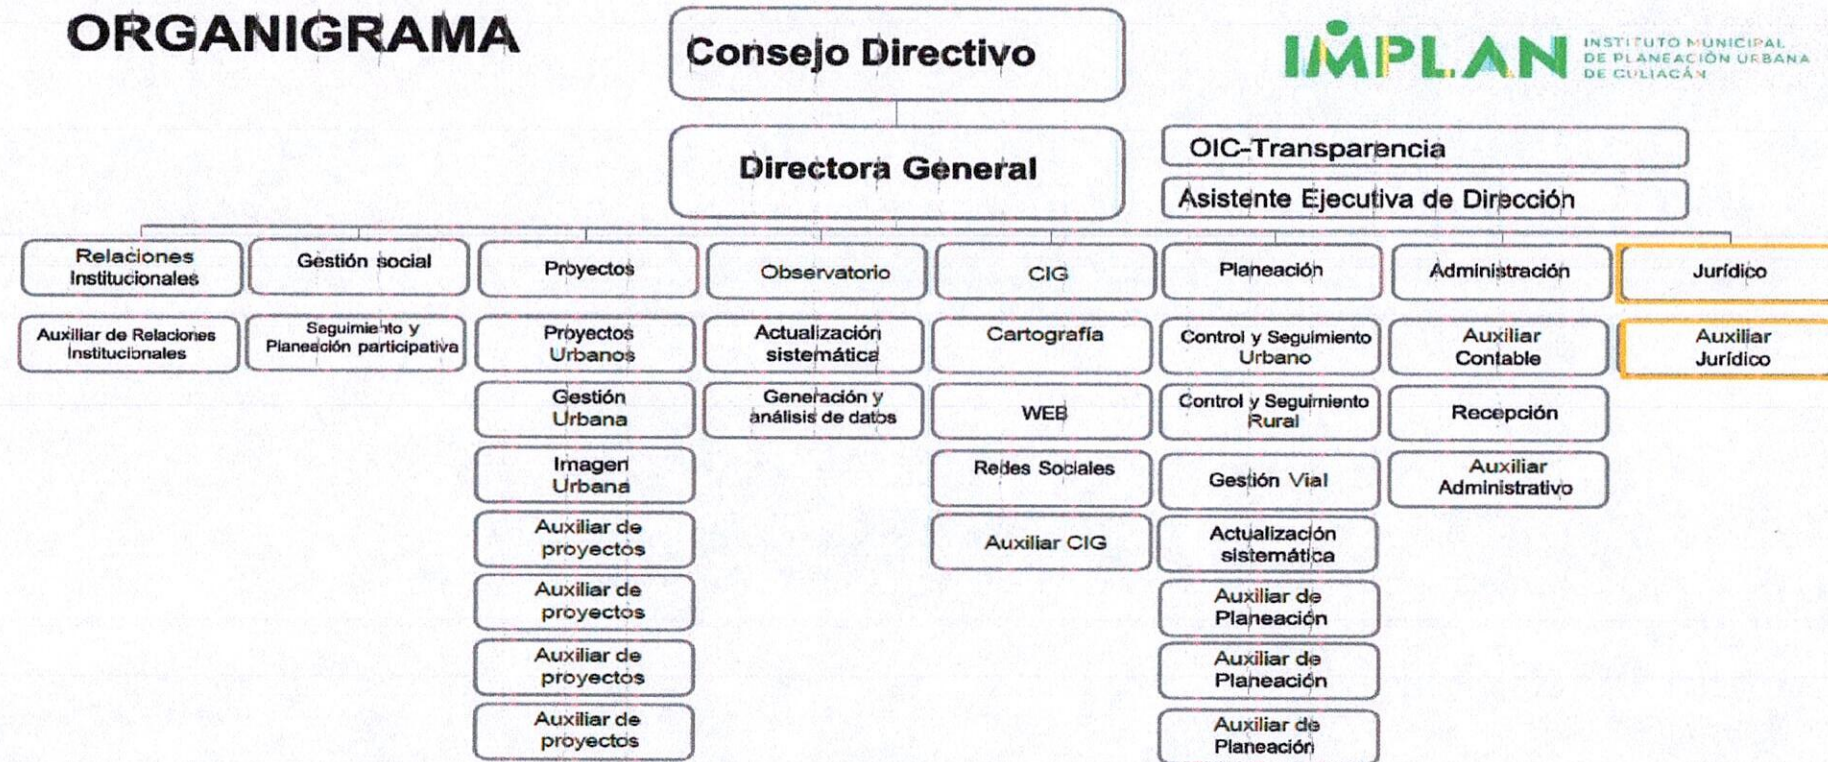 ORGANIGRAMA
Consejo Directivo
IMPLAN
INSTITUTO MUNICIPAL
DE PLANEACIÓN URBANA
DE CULIACÁN
Directora General
OIC-Transparencia
Asistente Ejecutiva de Dirección
Relaciones
Institucionales
Gestión social
Proyectos
Observatorio
CIG
Planeación
Administración
Jurídico
Auxiliar de Relaciones
Institucionales
Seguimiento y
Planeación participativa
Proyectos
Urbanos
Actualización
sistemática
Cartografía
Control y Seguimiento
Urbano
Auxiliar
Contable
Auxiliar
Jurídico
Gestión
Urbana
Generación y
análisis de datos
WEB
Control y Seguimiento
Rural
Recepción
Imagen
Urbana
Redes Sociales
Gestión Vial
Auxiliar
Administrativo
Auxiliar de
proyectos
Auxiliar CIG
Actualización
sistemática
Auxiliar de
proyectos
Auxiliar de
Planeación
Auxiliar de
proyectos
Auxiliar de
Planeación
Auxiliar de
proyectos
Auxiliar de
Planeación